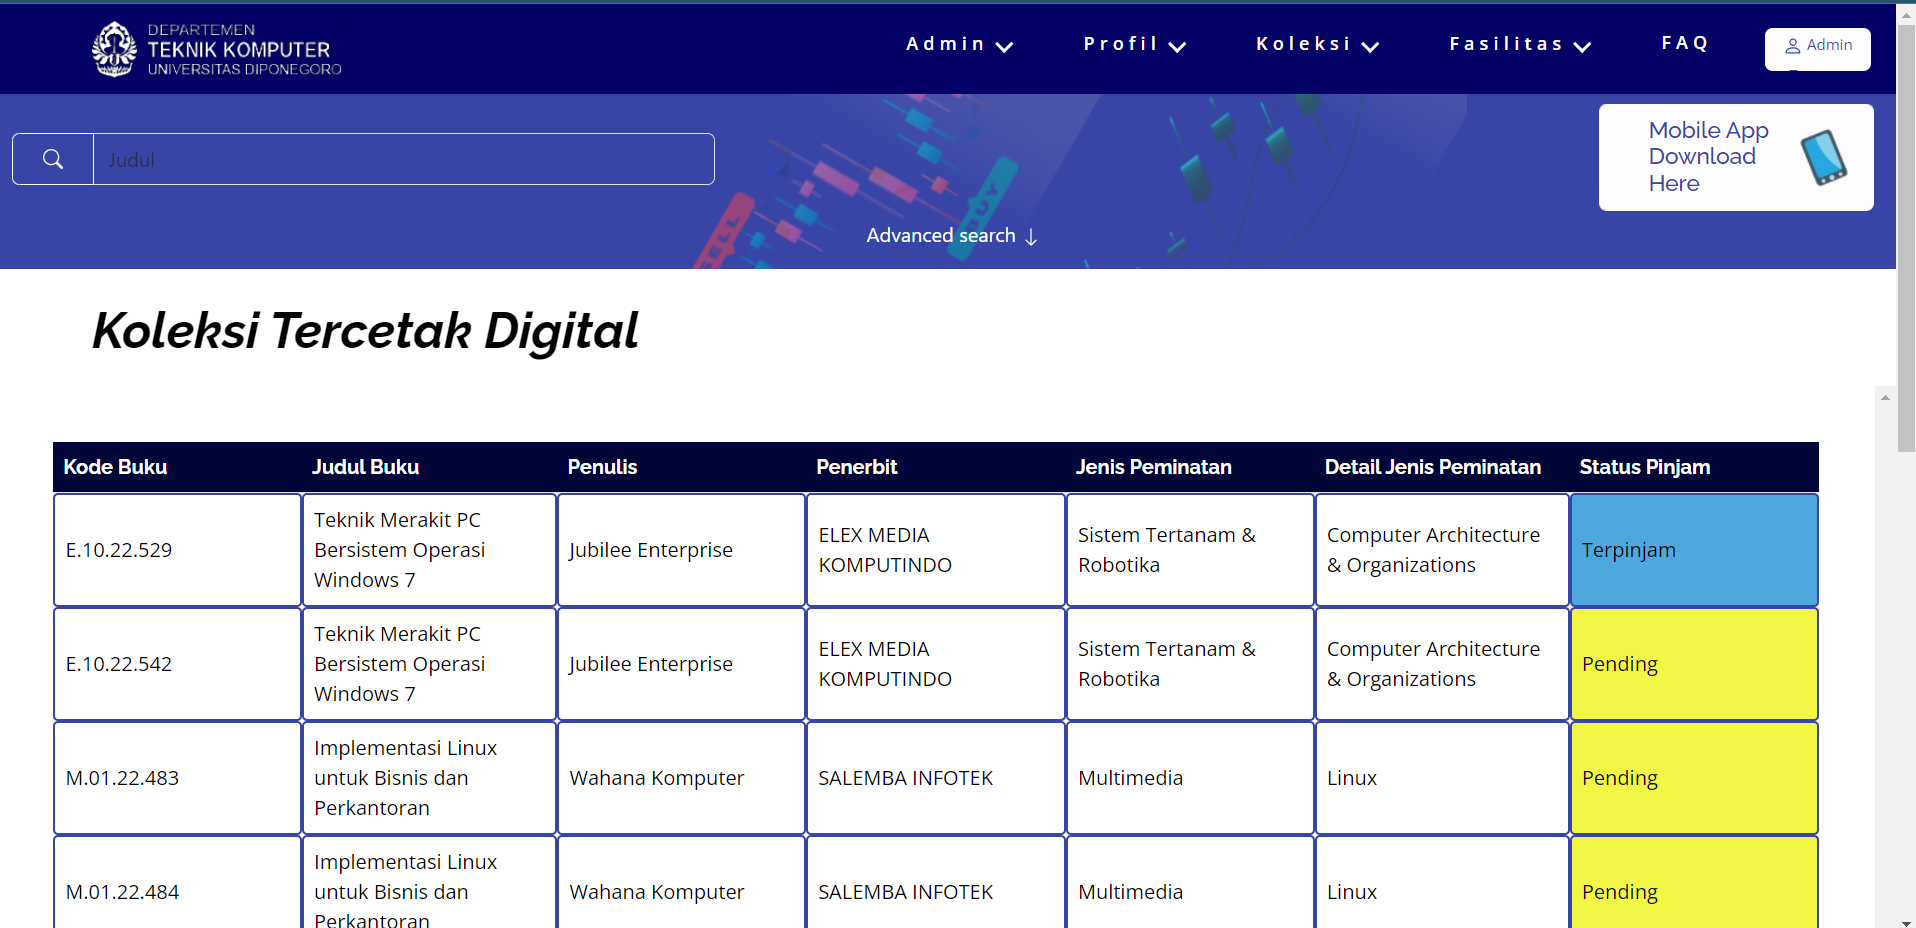 DEPARTEMEN
TEKNIK KOMPUTER
UNIVERSITAS DIPONEGORO
Admin
Profil
Koleksi
Fasilitas
FAQ
Admin
Judul
SELL
BUY
Mobile App
Download
Here
Advanced search ↓
Koleksi Tercetak Digital
Kode Buku Judul Buku Penulis Penerbit Jenis Peminatan Detail Jenis Peminatan Status Pinjam
E.10.22.529
Teknik Merakit PC
Bersistem Operasi
Windows 7
Jubilee Enterprise
ELEX MEDIA
KOMPUTINDO
Sistem Tertanam &
Robotika
Computer Architecture
& Organizations
Terpinjam
E.10.22.542
Teknik Merakit PC
Bersistem Operasi
Windows 7
Jubilee Enterprise
ELEX MEDIA
KOMPUTINDO
Sistem Tertanam &
Robotika
Computer Architecture
& Organizations
Pending
M.01.22.483
Implementasi Linux
untuk Bisnis dan
Perkantoran
Wahana Komputer
SALEMBA INFOTEK
Multimedia
Linux
Pending
M.01.22.484
Implementasi Linux
untuk Bisnis dan
Perkantoran
Wahana Komputer
SALEMBA INFOTEK
Multimedia
Linux
Pending